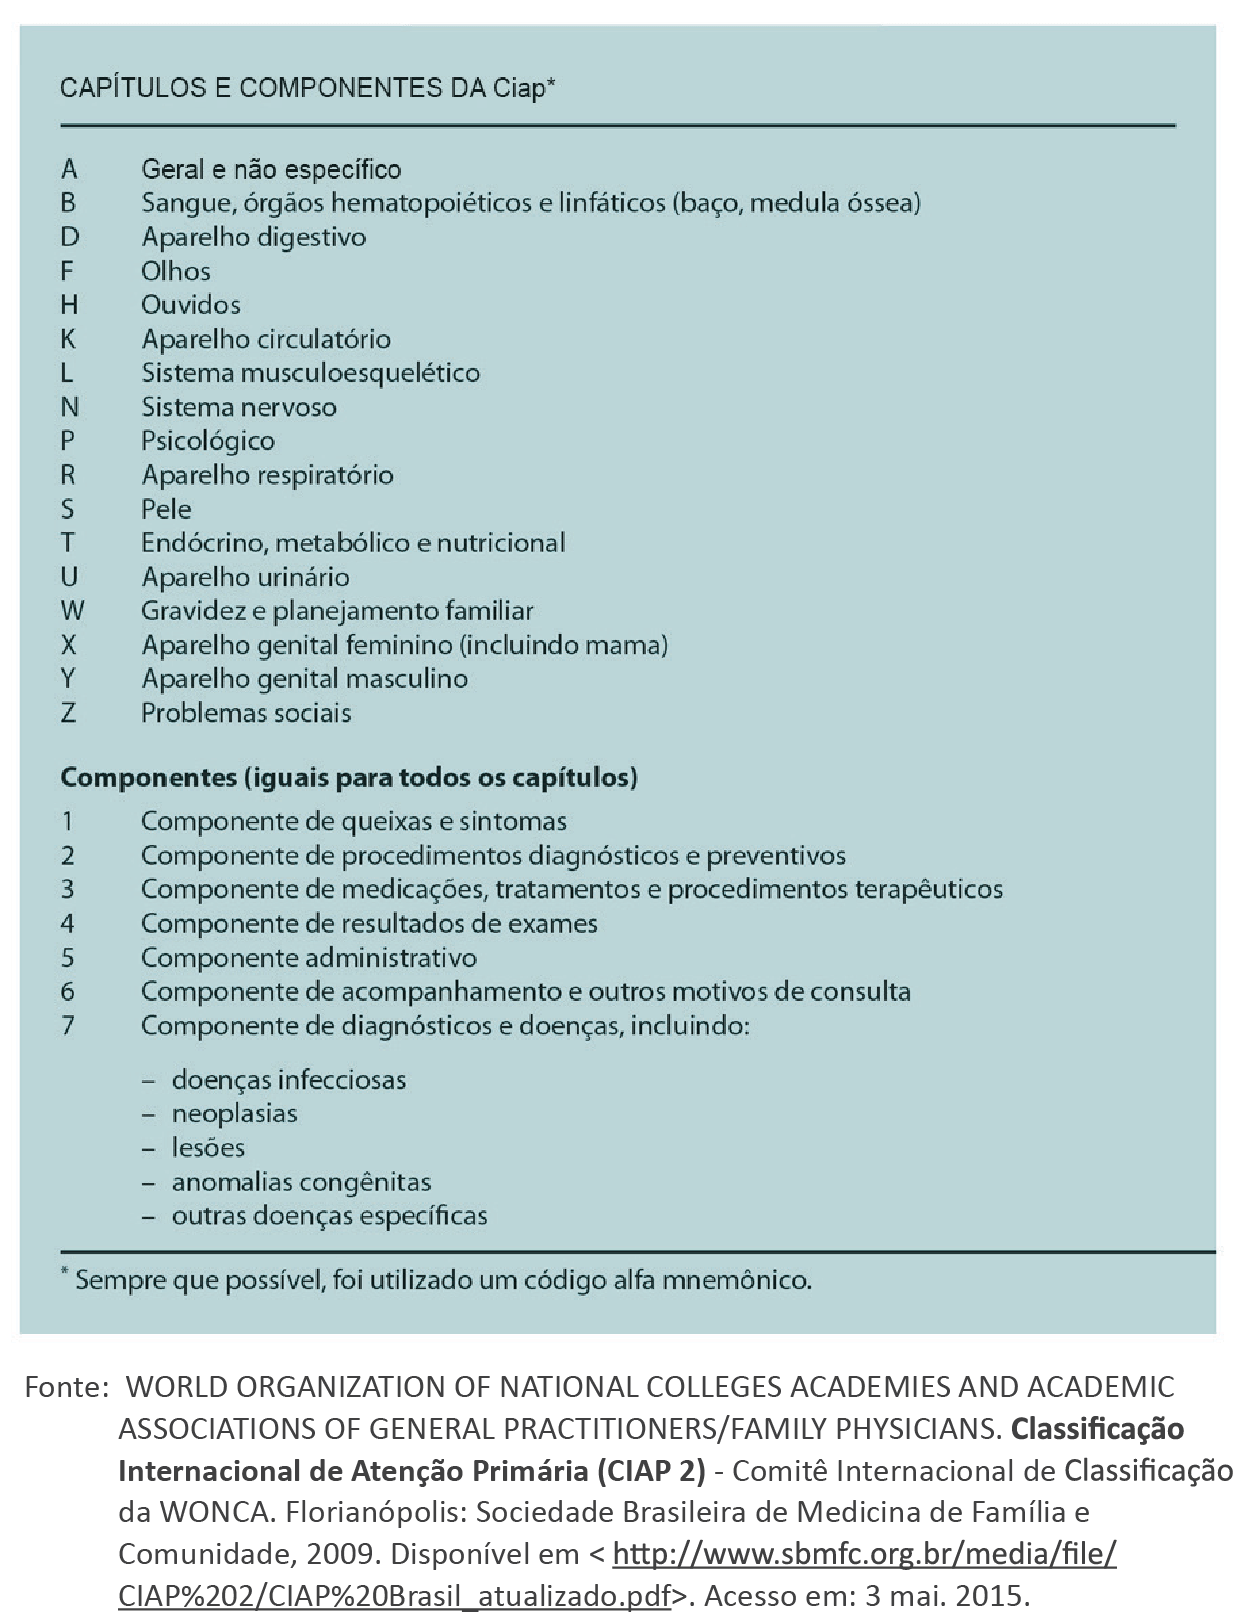 CAPÍTULOS E COMPONENTES DA Ciap*
A Geral e não específico
B Sangue, órgãos hematopoiéticos e linfáticos (baço, medula óssea)
D Aparelho digestivo
F Olhos
H Ouvidos
K Aparelho circulatório
L Sistema musculoesquelético
N Sistema nervoso
P Psicológico
R Aparelho respiratório
S Pele
T Endócrino, metabólico e nutricional
U Aparelho urinário
W Gravidez e planejamento familiar
X Aparelho genital feminino (incluindo mama)
Y Aparelho genital masculino
Z Problemas sociais
Componentes (iguais para todos os capítulos)
1 Componente de queixas e sintomas
2 Componente de procedimentos diagnósticos e preventivos
3 Componente de medicações, tratamentos e procedimentos terapêuticos
4 Componente de resultados de exames
5 Componente administrativo
6 Componente de acompanhamento e outros motivos de consulta
7 Componente de diagnósticos e doenças, incluindo:
– doenças infecciosas
– neoplasias
– lesões
– anomalias congênitas
– outras doenças específicas
* Sempre que possível, foi utilizado um código alfa mnemônico.
Fonte: WORLD ORGANIZATION OF NATIONAL COLLEGES ACADEMIES AND ACADEMIC
ASSOCIATIONS OF GENERAL PRACTITIONERS/FAMILY PHYSICIANS. Classificação
Internacional de Atenção Primária (CIAP 2) - Comitê Internacional de Classificação
da WONCA. Florianópolis: Sociedade Brasileira de Medicina de Família e
Comunidade, 2009. Disponível em < http://www.sbmfc.org.br/media/file/
CIAP%202/CIAP%20Brasil_atualizado.pdf>. Acesso em: 3 mai. 2015.